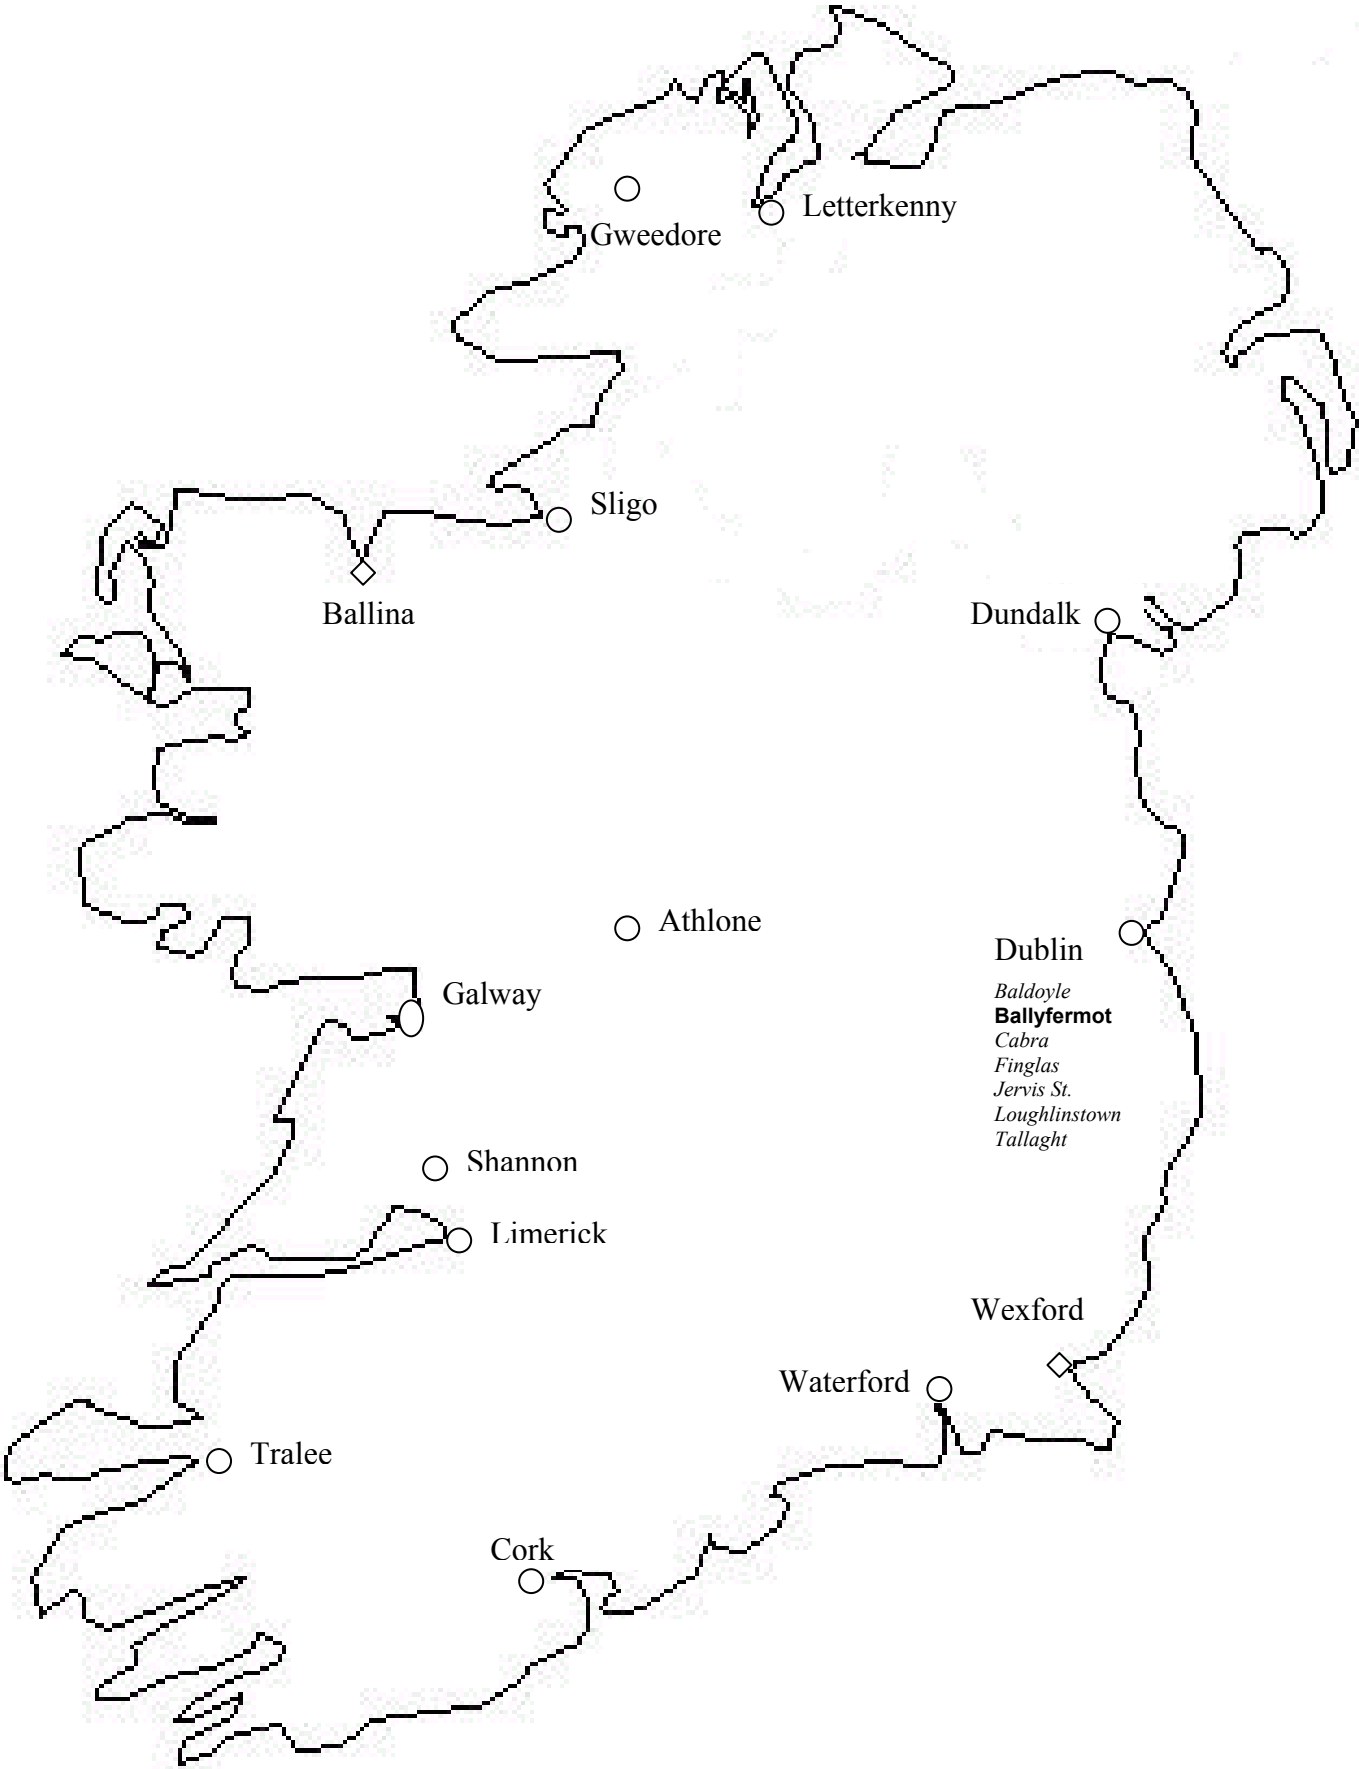 Letterkenny
Gweedore
Sligo
Ballina
Dundalk
Athlone
Dublin
Baldoyle
Ballyfermot
Cabra
Finglas
Jervis St.
Loughlinstown
Tallaght
Galway
Shannon
Limerick
Wexford
Waterford
Tralee
Cork